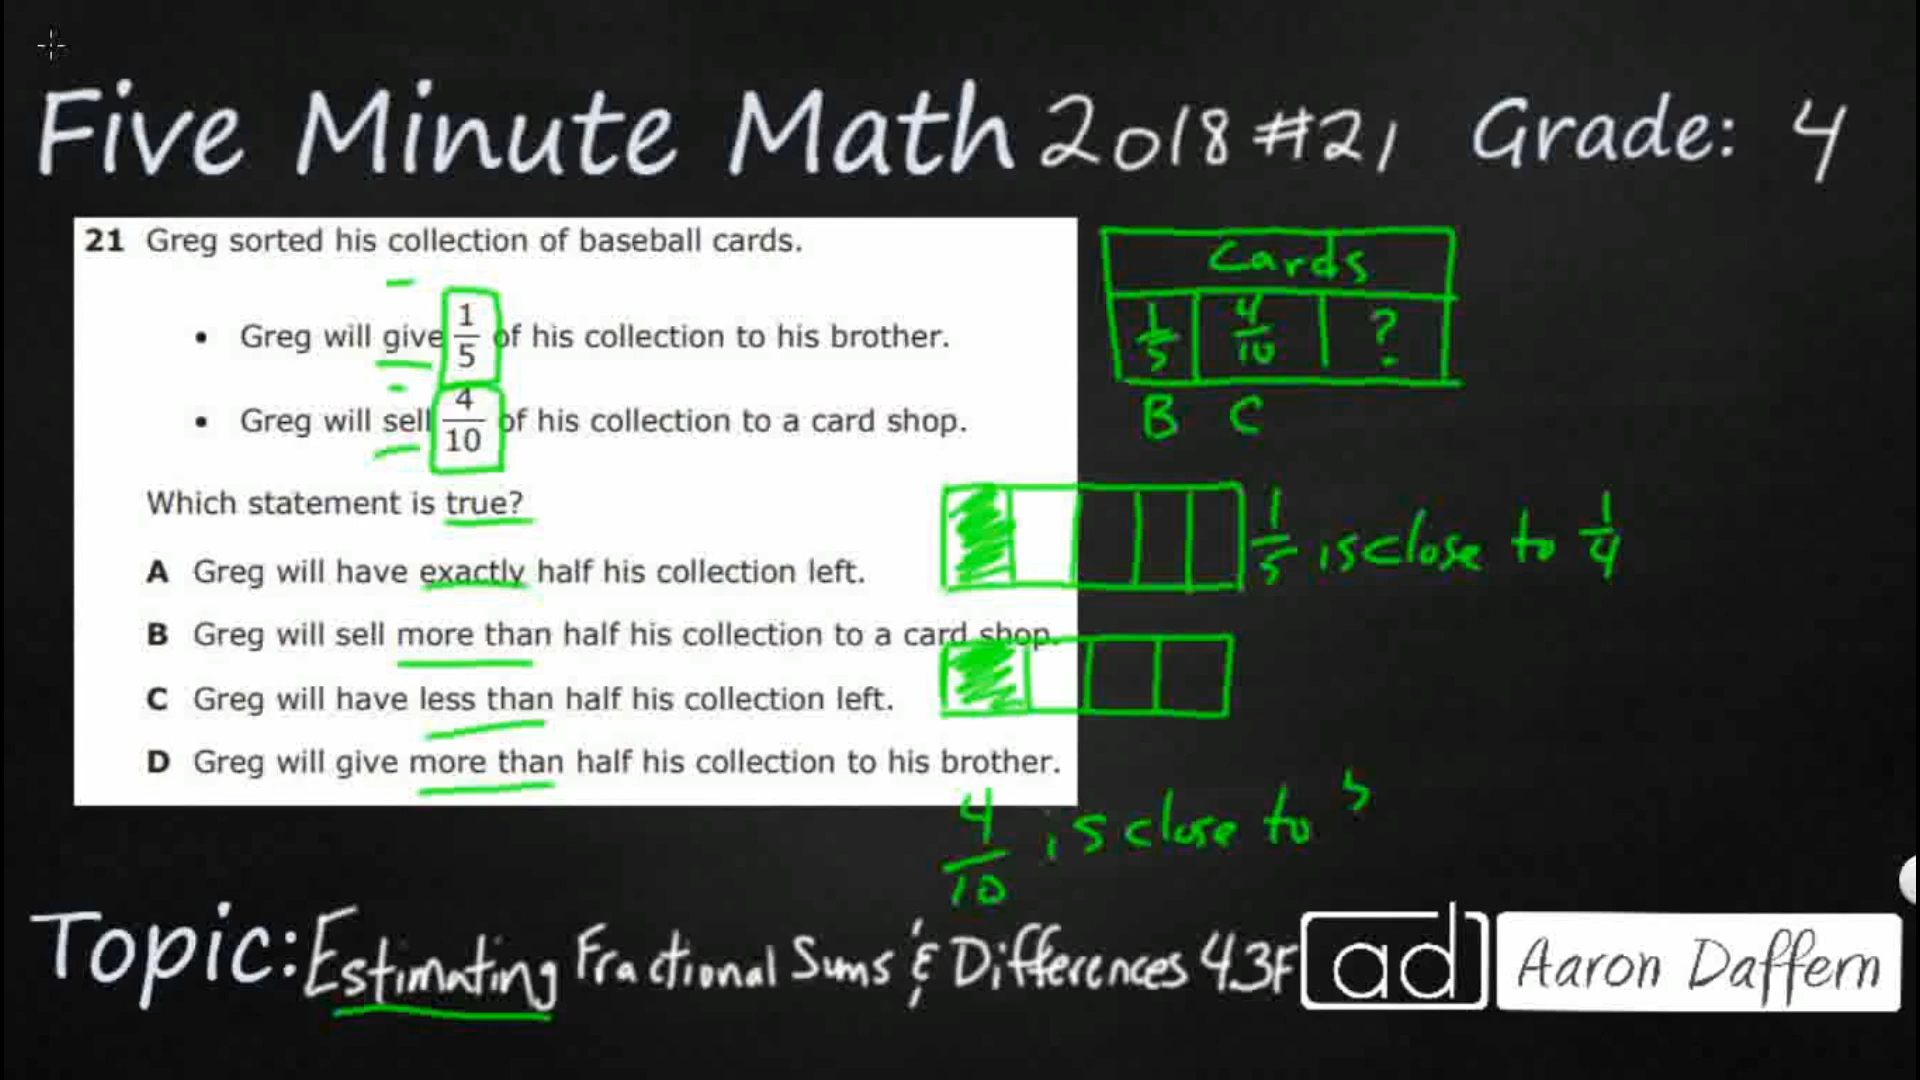 Five Minute Math 2018 #21 Grade: 4
21 Greg sorted his collection of baseball cards.
• Greg will give 1/5 of his collection to his brother.
• Greg will sell 4/10 of his collection to a card shop.
Which statement is true?
A Greg will have exactly half his collection left.
B Greg will sell more than half his collection to a card shop.
C Greg will have less than half his collection left.
D Greg will give more than half his collection to his brother.
Cards
1/5 4/10 ?
B C
1/5 is close to 1/4
4/10 is close to 5
Topic: Estimating Fractional Sums & Differences 4.3F
ad Aaron Daffern